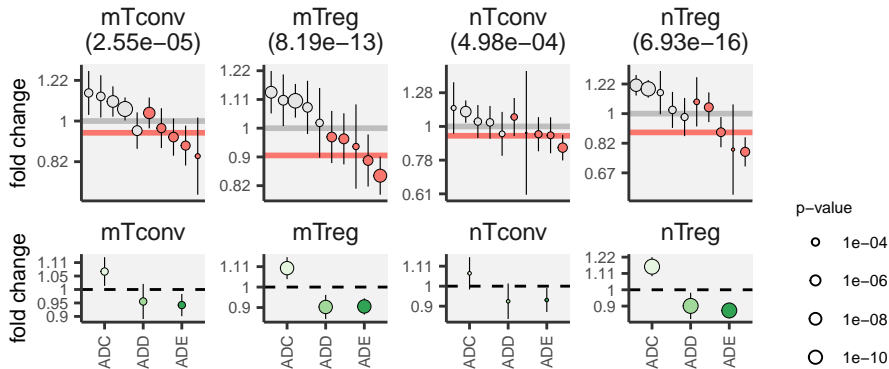 mTconv
(2.55e−05)
mTreg
(8.19e−13)
nTconv
(4.98e−04)
nTreg
(6.93e−16)
fold change
1.22
1
0.82
1.22
1.11
1
0.9
0.82
1.28
1
0.78
0.61
1.22
1
0.82
0.67
mTconv
mTreg
nTconv
nTreg
fold change
1.11
1.05
1
0.95
0.9
1.11
1
0.9
1.11
1
0.9
1.22
1.11
1
0.9
ADC
ADD
ADE
ADC
ADD
ADE
ADC
ADD
ADE
ADC
ADD
ADE
p−value
1e−04
1e−06
1e−08
1e−10